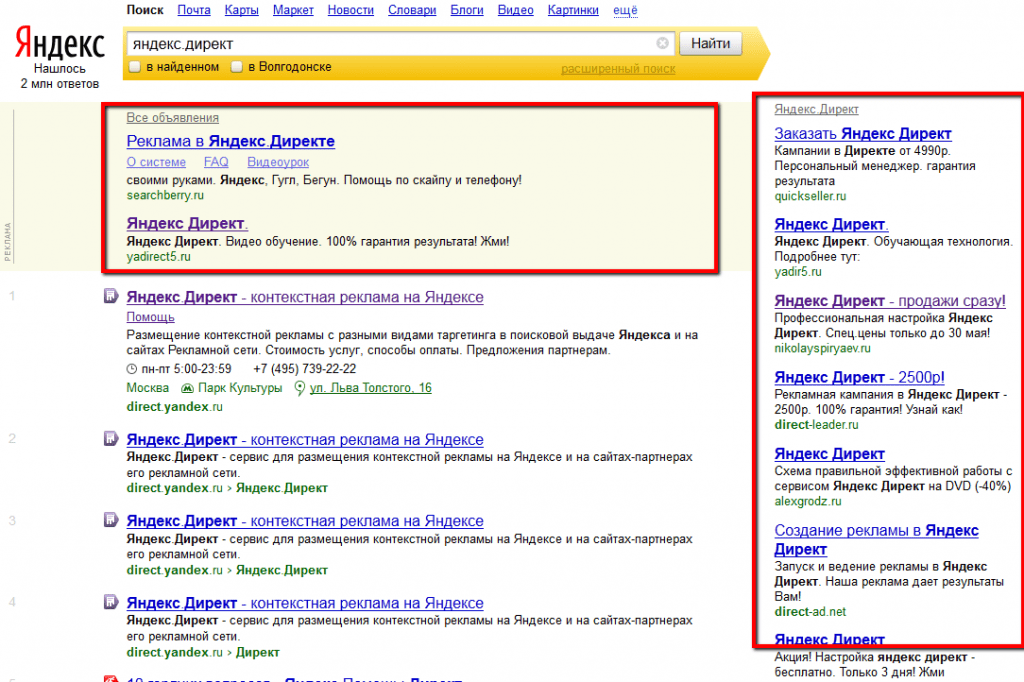 Поиск Почта Карты Маркет Новости Словари Блоги Видео Картинки ещё
Яндекс
Нашлось
2 млн ответов
яндекс.директ
Найти
в найденном в Волгодонске расширенный поиск
РЕКЛАМА
Все объявления
Реклама в Яндекс.Директе
О системе FAQ Видеоурок
своими руками. Яндекс, Гугл, Бегун. Помощь по скайпу и телефону!
searchberry.ru
Яндекс Директ.
Яндекс Директ. Видео обучение. 100% гарантия результата! Жми!
yadirect5.ru
1
Яндекс.Директ - контекстная реклама на Яндексе
Помощь
Размещение контекстной рекламы с разными видами таргетинга в поисковой выдаче Яндекса и на
сайтах Рекламной сети. Стоимость услуг, способы оплаты. Предложения партнерам.
пн-пт 5:00-23:59 +7 (495) 739-22-22
Москва Парк Культуры ул. Льва Толстого, 16
direct.yandex.ru
2
Яндекс.Директ - контекстная реклама на Яндексе
Яндекс.Директ - сервис для размещения контекстной рекламы на Яндексе и на сайтах-партнерах
его рекламной сети.
direct.yandex.ru › Яндекс.Директ
3
Яндекс.Директ - контекстная реклама на Яндексе
Яндекс.Директ - сервис для размещения контекстной рекламы на Яндексе и на сайтах-партнерах
его рекламной сети.
direct.yandex.ru › Яндекс.Директ
4
Яндекс.Директ - контекстная реклама на Яндексе
Яндекс.Директ - сервис для размещения контекстной рекламы на Яндексе и на сайтах-партнерах
его рекламной сети.
direct.yandex.ru › Директ
Яндекс.Директ
Заказать Яндекс Директ
Кампании в Директе от 4990р.
Персональный менеджер. гарантия
результата
quickseller.ru
Яндекс Директ.
Яндекс Директ. Обучающая технология.
Подробнее тут:
yadir5.ru
Яндекс Директ - продажи сразу!
Профессиональная настройка Яндекс
Директ. Спец.цены только до 30 мая!
nikolayspiryaev.ru
Яндекс Директ - 2500р!
Рекламная кампания в Яндекс Директ -
2500р. 100% гарантия! Узнай как!
direct-leader.ru
Яндекс Директ
Схема правильной эффективной работы с
сервисом Яндекс Директ на DVD (-40%)
alexgrodz.ru
Создание рекламы в Яндекс
Директ
Запуск и ведение рекламы в Яндекс
Директ. Наша реклама дает результаты
Вам!
direct-ad.net
Яндекс Директ
Акция! Настройка яндекс директ -
бесплатно. Только 3 дня! Жми